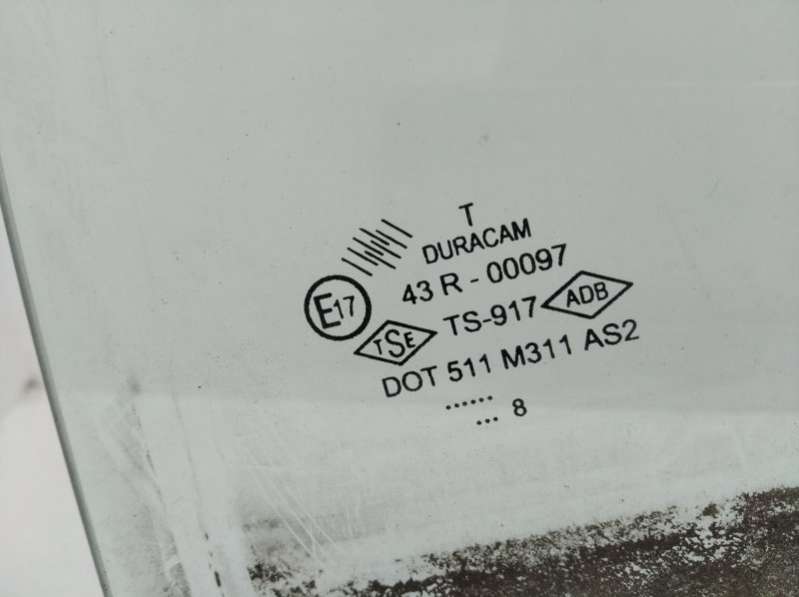 T
DURACAM
43 R - 00097
E17
TSE TS-917 ADB
DOT 511 M311 AS2
......
... 8